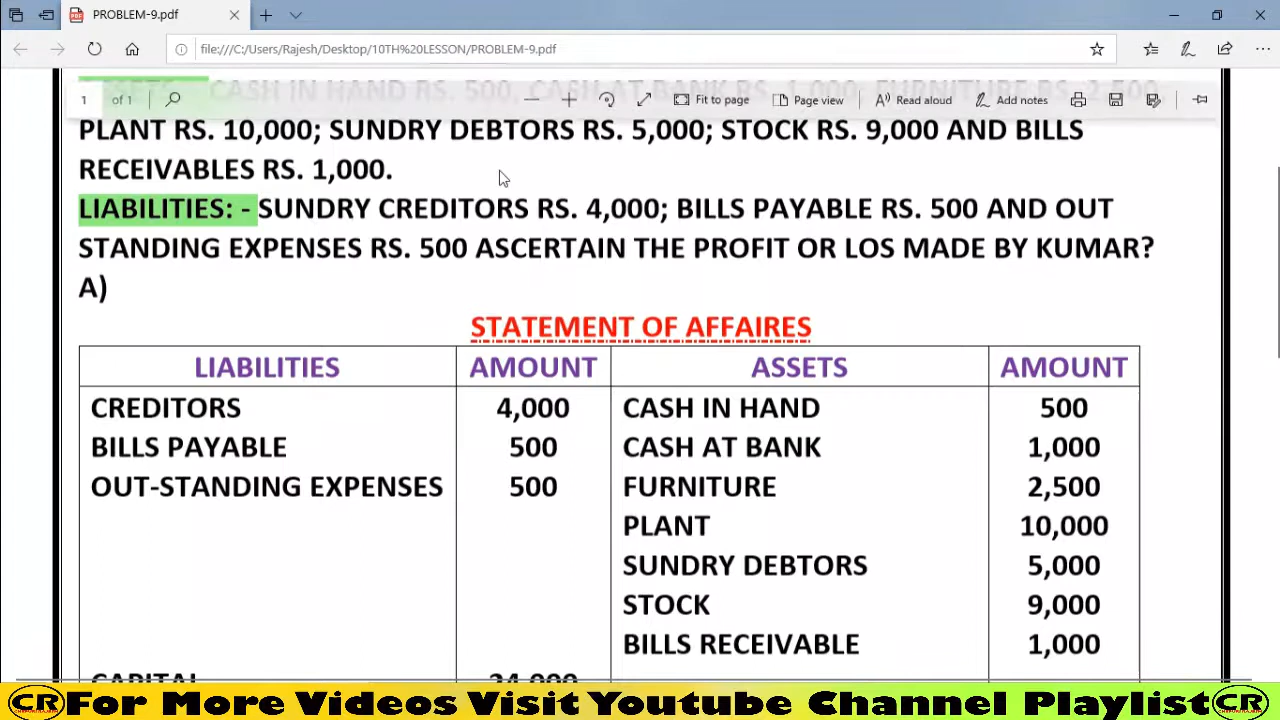 PROBLEM-9.pdf
file:///C:/Users/Rajesh/Desktop/10TH%20LESSON/PROBLEM-9.pdf
CASH IN HAND RS. 500, CASH AT BANK RS.
1 of 1 Fit to page Page view Read aloud Add notes
PLANT RS. 10,000; SUNDRY DEBTORS RS. 5,000; STOCK RS. 9,000 AND BILLS
RECEIVABLES RS. 1,000.
LIABILITIES: - SUNDRY CREDITORS RS. 4,000; BILLS PAYABLE RS. 500 AND OUT
STANDING EXPENSES RS. 500 ASCERTAIN THE PROFIT OR LOS MADE BY KUMAR?
A)
STATEMENT OF AFFAIRES
LIABILITIES AMOUNT ASSETS AMOUNT
CREDITORS 4,000 CASH IN HAND 500
BILLS PAYABLE 500 CASH AT BANK 1,000
OUT-STANDING EXPENSES 500 FURNITURE 2,500
PLANT 10,000
SUNDRY DEBTORS 5,000
STOCK 9,000
BILLS RECEIVABLE 1,000
CAPITAL 24,000
CR For More Videos Visit Youtube Channel Playlist CR